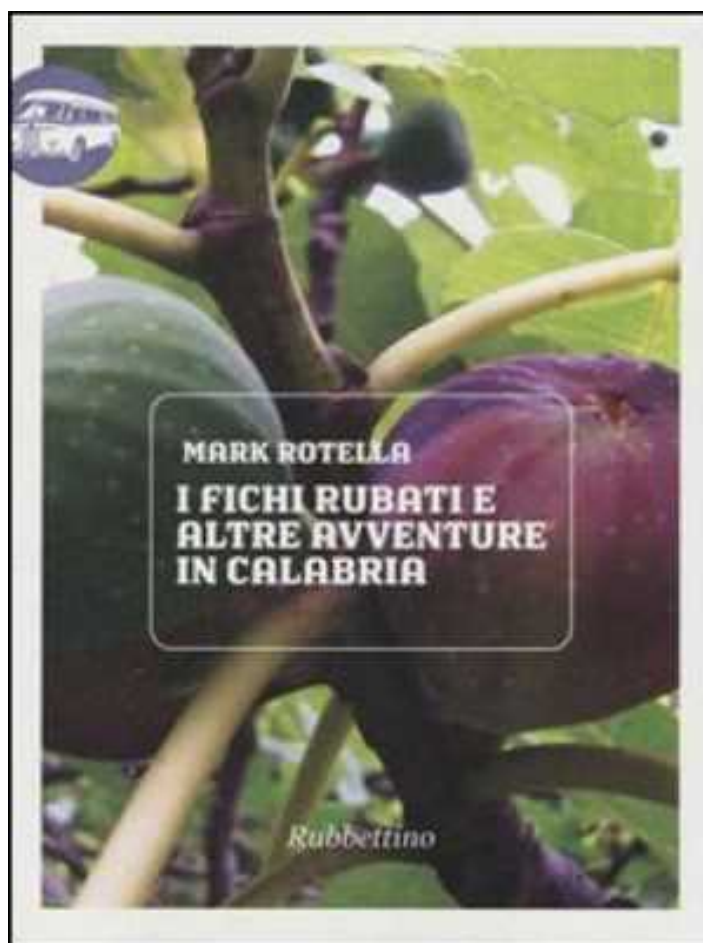 MARK ROTELLA
I FICHI RUBATI E
ALTRE AVVENTURE
IN CALABRIA
Rubbettino